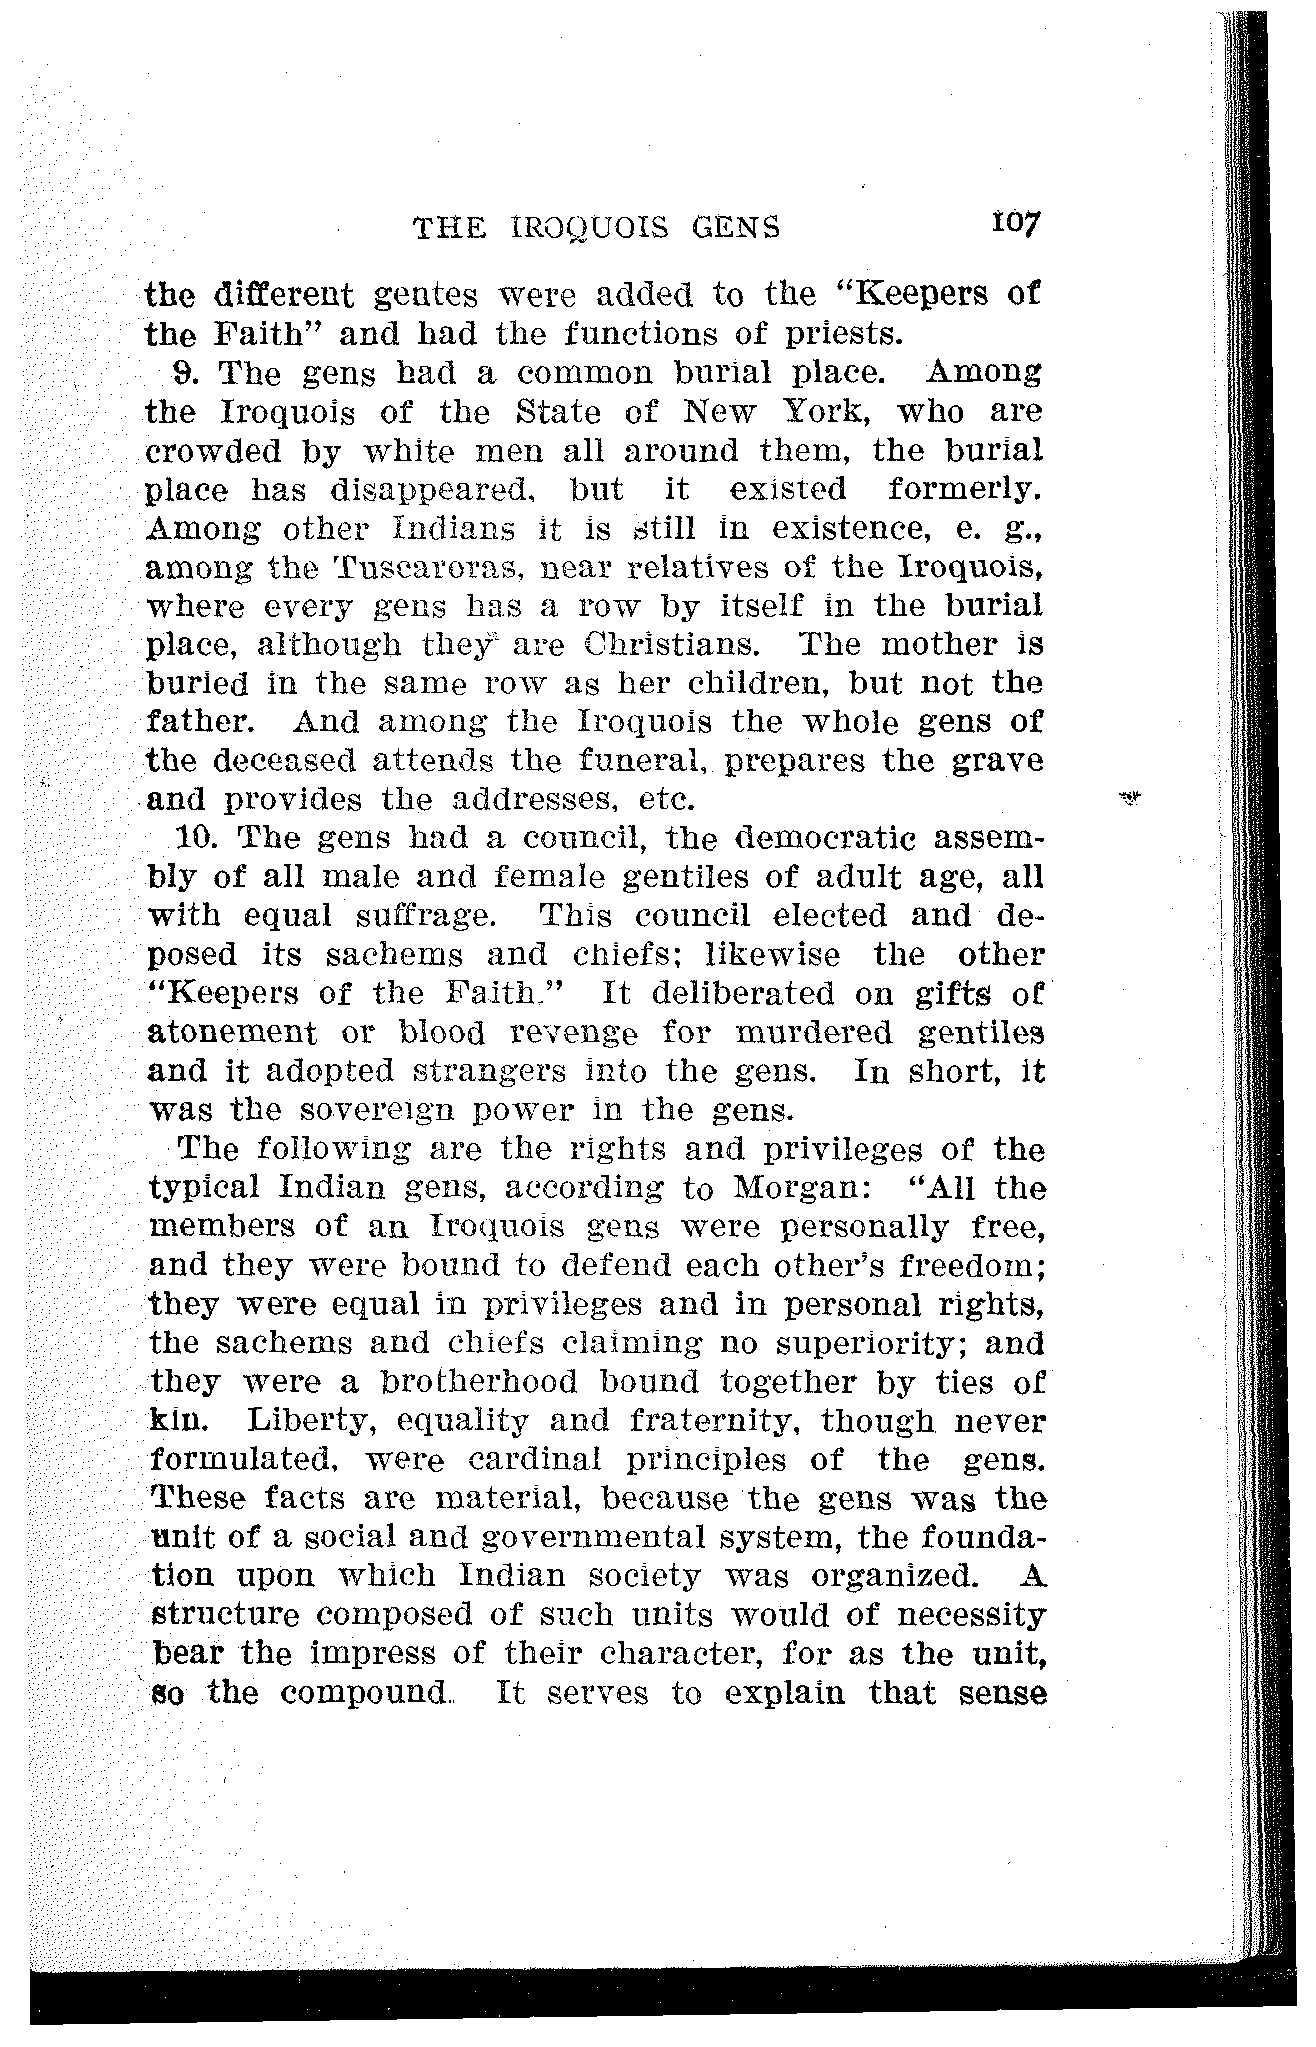 THE IROQUOIS GENS 107
the different gentes were added to the "Keepers of
the Faith" and had the functions of priests.
9. The gens had a common burial place. Among
the Iroquois of the State of New York, who are
crowded by white men all around them, the burial
place has disappeared, but it existed formerly.
Among other Indians it is still in existence, e. g.,
among the Tuscaroras, near relatives of the Iroquois,
where every gens has a row by itself in the burial
place, although they are Christians. The mother is
buried in the same row as her children, but not the
father. And among the Iroquois the whole gens of
the deceased attends the funeral, prepares the grave
and provides the addresses, etc.
10. The gens had a council, the democratic assem-
bly of all male and female gentiles of adult age, all
with equal suffrage. This council elected and de-
posed its sachems and chiefs; likewise the other
"Keepers of the Faith." It deliberated on gifts of
atonement or blood revenge for murdered gentiles
and it adopted strangers into the gens. In short, it
was the sovereign power in the gens.
The following are the rights and privileges of the
typical Indian gens, according to Morgan: "All the
members of an Iroquois gens were personally free,
and they were bound to defend each other's freedom;
they were equal in privileges and in personal rights,
the sachems and chiefs claiming no superiority; and
they were a brotherhood bound together by ties of
kin. Liberty, equality and fraternity, though never
formulated, were cardinal principles of the gens.
These facts are material, because the gens was the
unit of a social and governmental system, the founda-
tion upon which Indian society was organized. A
structure composed of such units would of necessity
bear the impress of their character, for as the unit,
so the compound. It serves to explain that sense